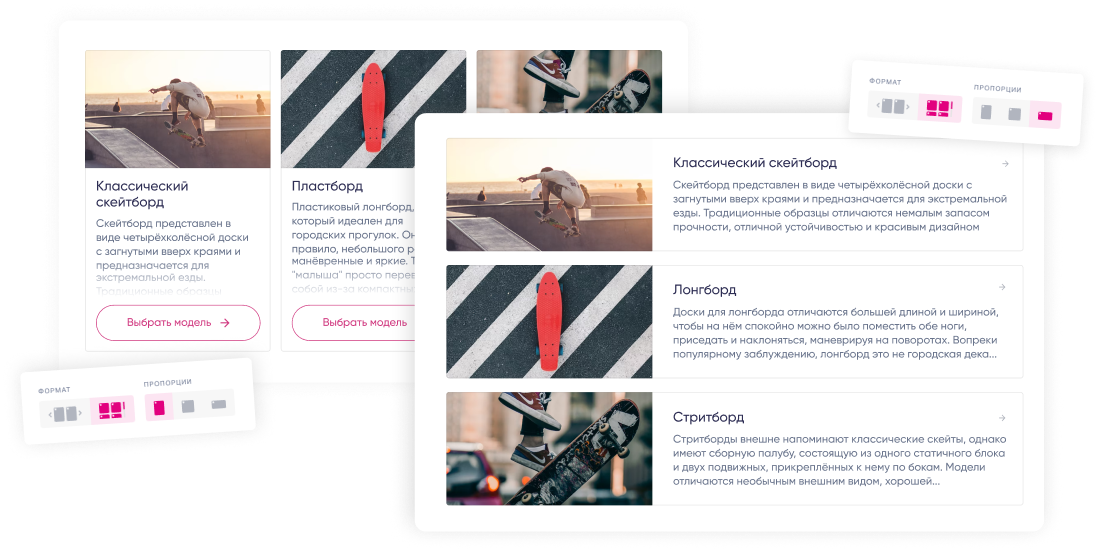 Классический
скейтборд
Скейтборд представлен в
виде четырёхколёсной доски
с загнутыми вверх краями и
предназначается для
экстремальной езды.
Традиционные образцы
Выбрать модель
Пластборд
Пластиковый лонгборд,
который идеален для
городских прогулок. Он
правило, небольшого р
манёвренные и яркие. Т
"малыша" просто перев
собой из-за компактны
Выбрать модель
ФОРМАТ
ПРОПОРЦИИ
ФОРМАТ
ПРОПОРЦИИ
Классический скейтборд
Скейтборд представлен в виде четырёхколёсной доски с
загнутыми вверх краями и предназначается для экстремальной
езды. Традиционные образцы отличаются немалым запасом
прочности, отличной устойчивостью и красивым дизайном
Лонгборд
Доски для лонгборда отличаются большей длиной и шириной,
чтобы на нём спокойно можно было поместить обе ноги,
приседать и наклоняться, маневрируя на поворотах. Вопреки
популярному заблуждению, лонгборд это не городская дека...
Стритборд
Стритборды внешне напоминают классические скейты, однако
имеют сборную палубу, состоящую из одного статичного блока
и двух подвижных, прикреплённых к нему по бокам. Модели
отличаются необычным внешним видом, хорошей...